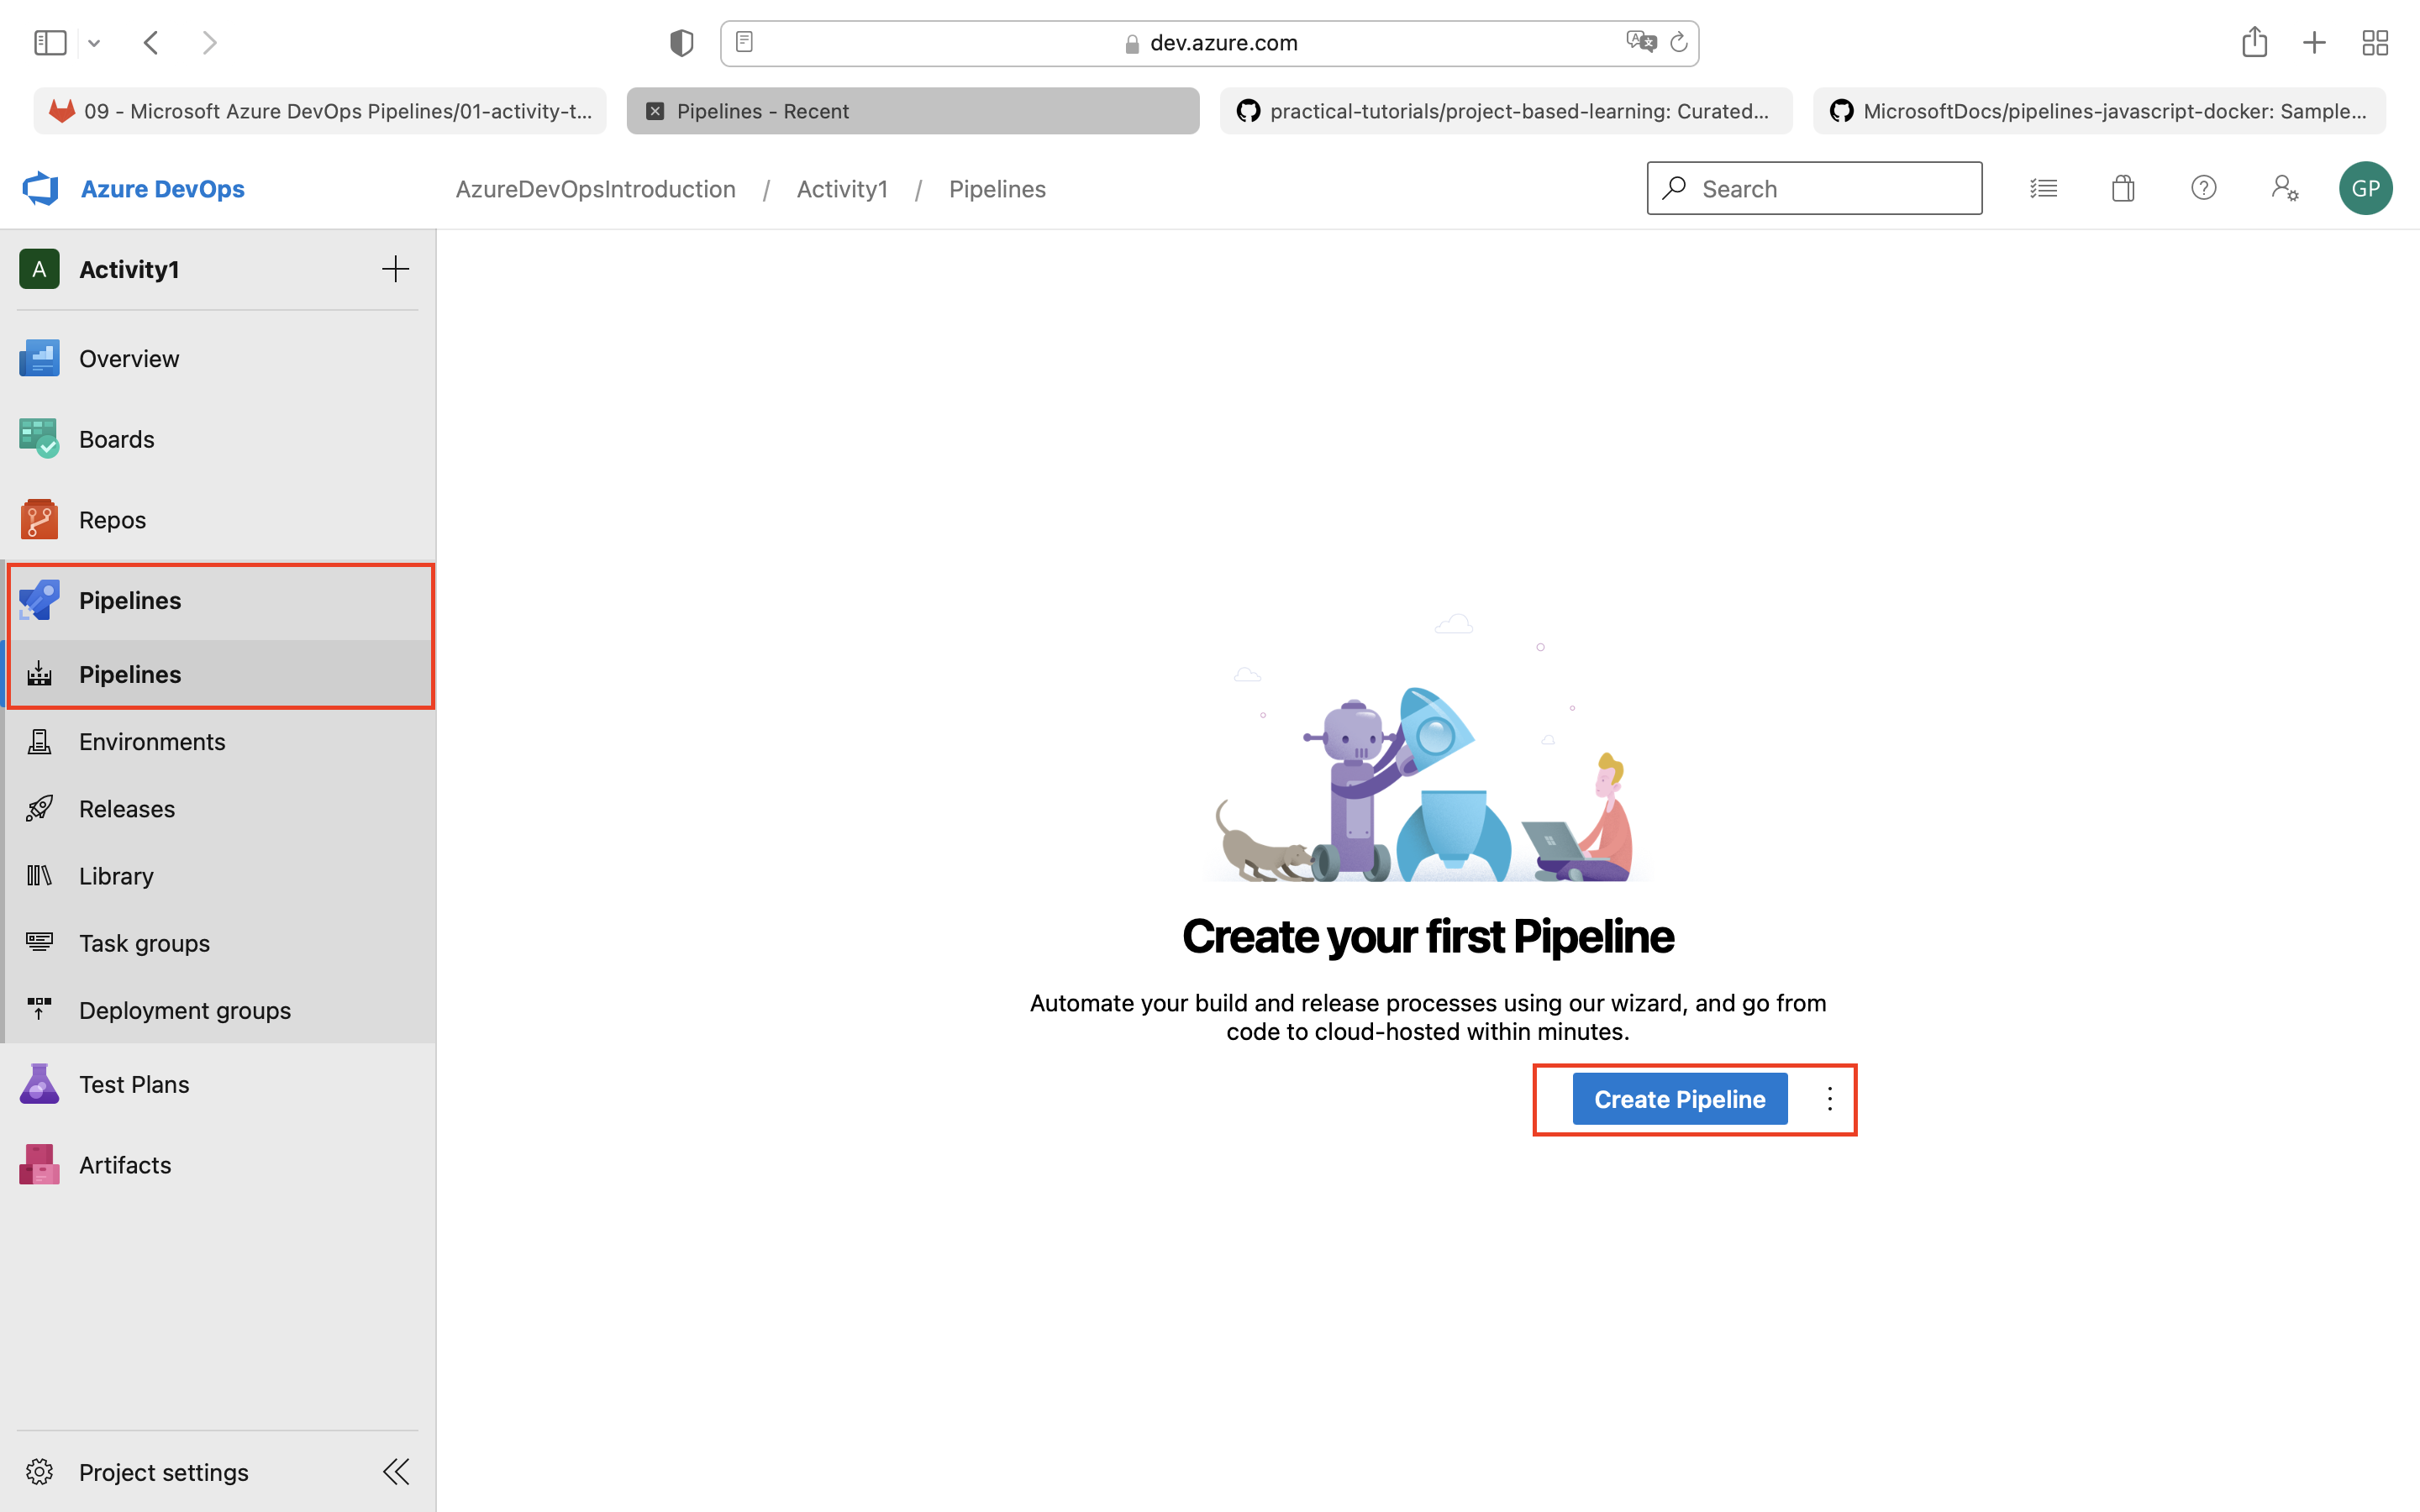 dev.azure.com
09 - Microsoft Azure DevOps Pipelines/01-activity-t...
Pipelines - Recent
practical-tutorials/project-based-learning: Curated...
MicrosoftDocs/pipelines-javascript-docker: Sample...
Azure DevOps
AzureDevOpsIntroduction / Activity1 / Pipelines
Search
GP
A Activity1
Overview
Boards
Repos
Pipelines
Pipelines
Environments
Releases
Library
Task groups
Deployment groups
Test Plans
Artifacts
Project settings
Create your first Pipeline
Automate your build and release processes using our wizard, and go from
code to cloud-hosted within minutes.
Create Pipeline